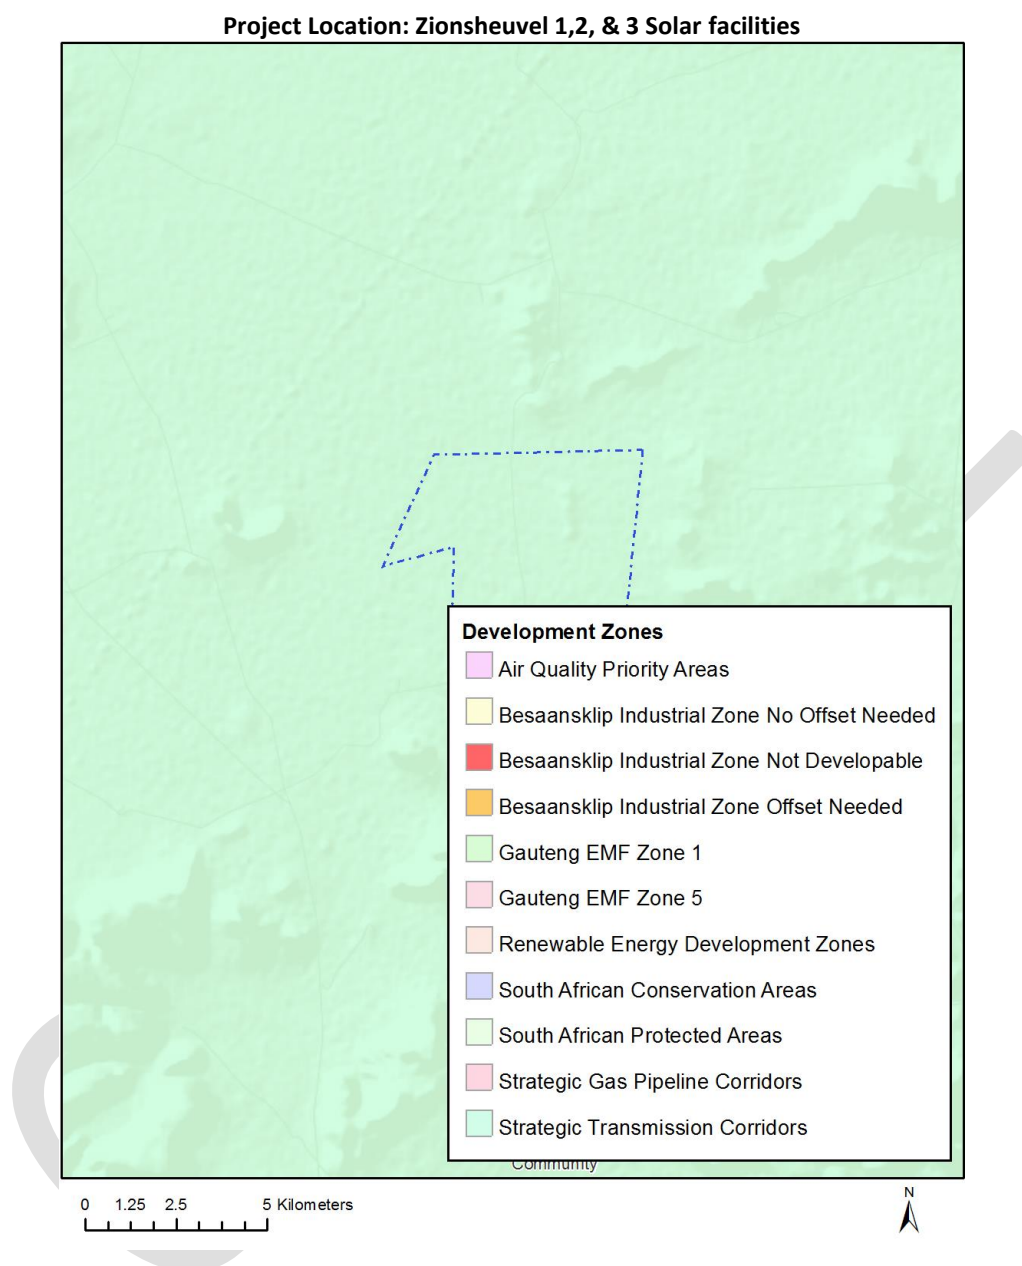 Project Location: Zionsheuvel 1,2, & 3 Solar facilities
Development Zones
Air Quality Priority Areas
Besaansklip Industrial Zone No Offset Needed
Besaansklip Industrial Zone Not Developable
Besaansklip Industrial Zone Offset Needed
Gauteng EMF Zone 1
Gauteng EMF Zone 5
Renewable Energy Development Zones
South African Conservation Areas
South African Protected Areas
Strategic Gas Pipeline Corridors
Strategic Transmission Corridors
Community
0 1.25 2.5 5 Kilometers
N